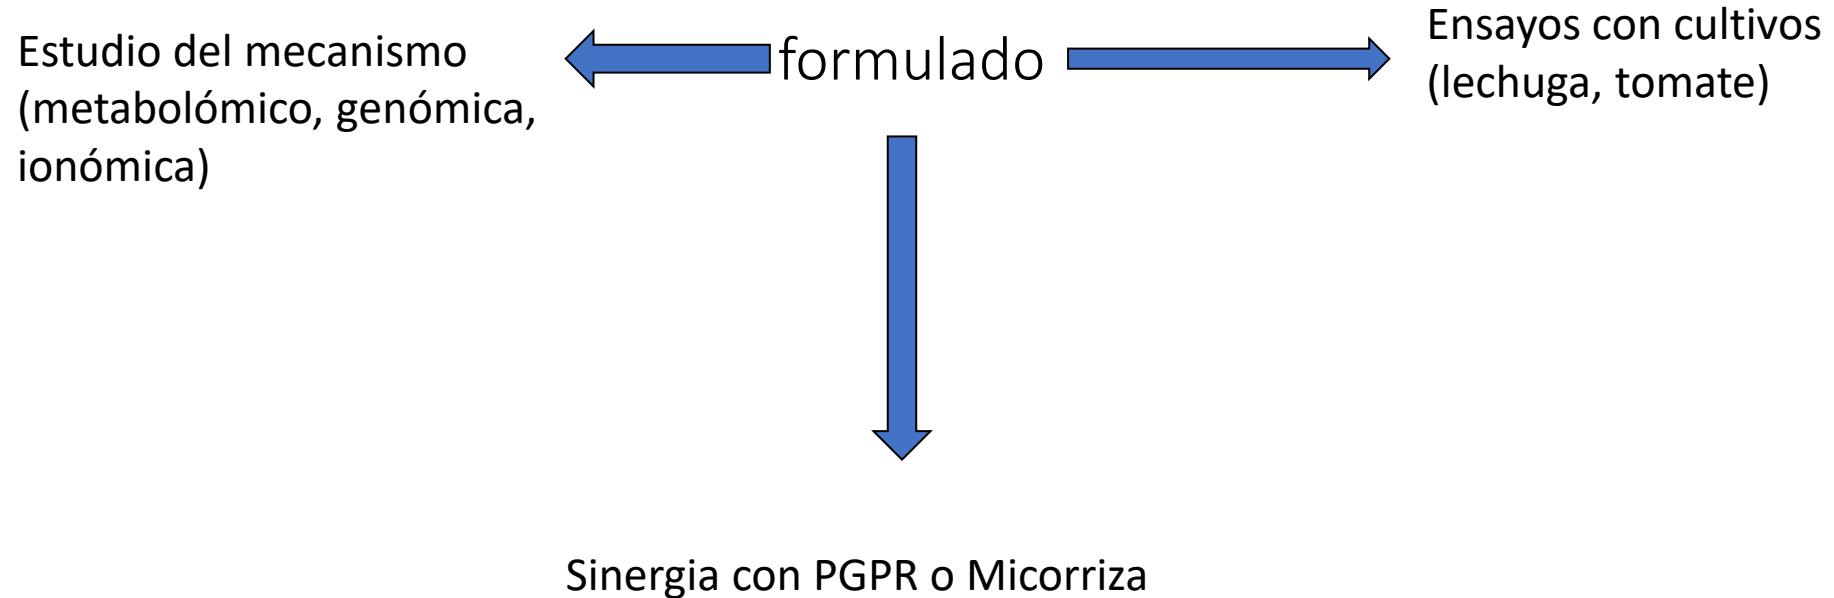 Estudio del mecanismo
(metabolómico, genómica,
ionómica)
formulado
Ensayos con cultivos
(lechuga, tomate)
Sinergia con PGPR o Micorriza